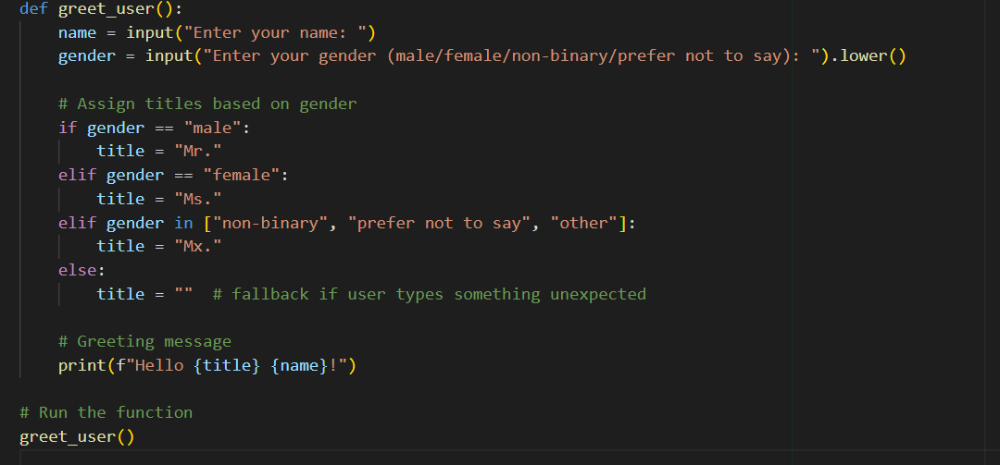 def greet_user():
    name = input("Enter your name: ")
    gender = input("Enter your gender (male/female/non-binary/prefer not to say): ").lower()

    # Assign titles based on gender
    if gender == "male":
        title = "Mr."
    elif gender == "female":
        title = "Ms."
    elif gender in ["non-binary", "prefer not to say", "other"]:
        title = "Mx."
    else:
        title = ""  # fallback if user types something unexpected

    # Greeting message
    print(f"Hello {title} {name}!")

# Run the function
greet_user()